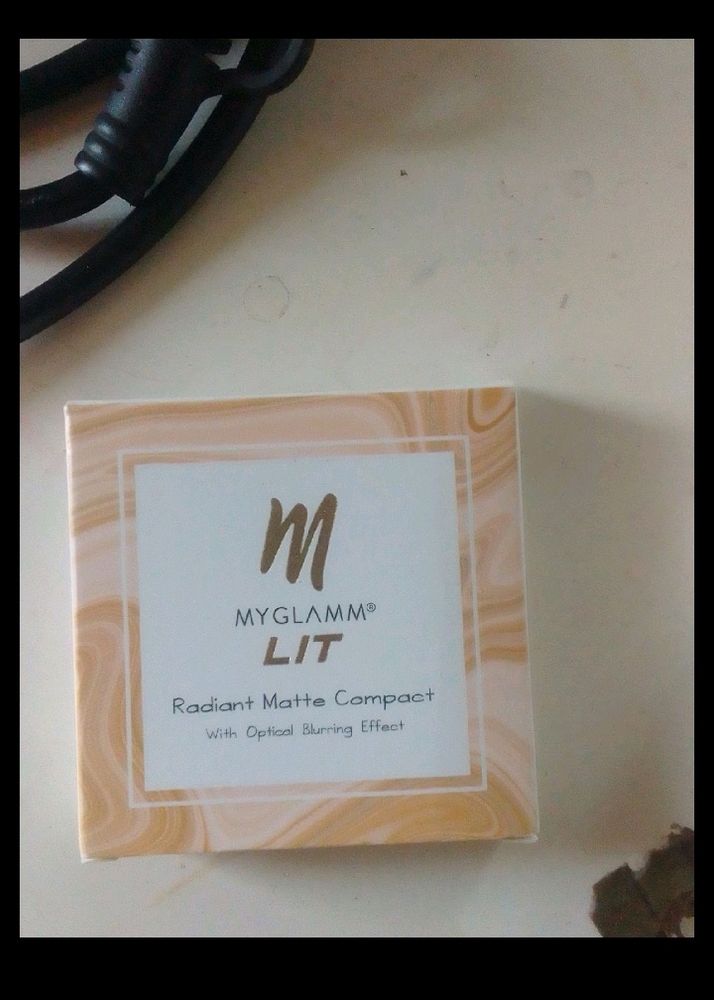 M
MYGLAMM®
LIT
Radiant Matte Compact
With Optical Blurring Effect